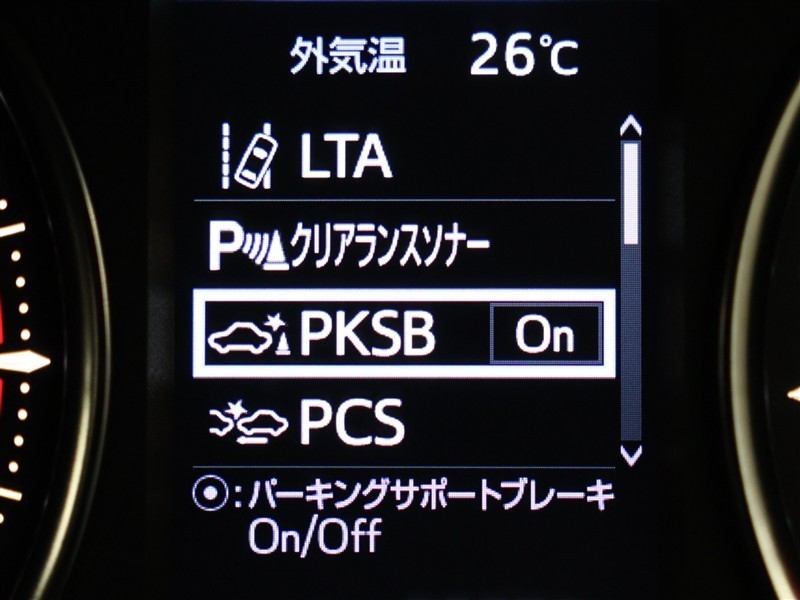 外気温 26℃
LTA
Pクリアランスソナー
PKSB On
PCS
⦿:パーキングサポートブレーキ
On/Off